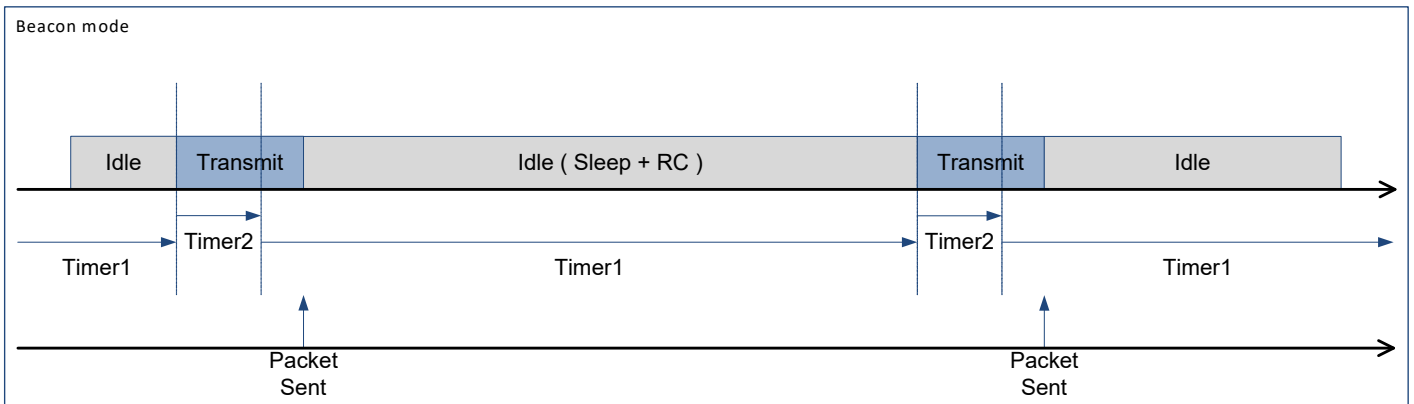 Beacon mode
Idle
Transmit
Idle ( Sleep + RC )
Transmit
Idle
Timer2
Timer2
Timer1
Timer1
Timer1
Packet
Sent
Packet
Sent